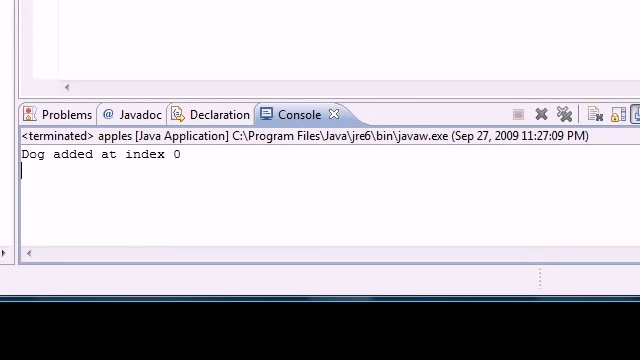 Problems @ Javadoc Declaration Console
<terminated> apples [Java Application] C:\Program Files\Java\jre6\bin\javaw.exe (Sep 27, 2009 11:27:09 PM)
Dog added at index 0